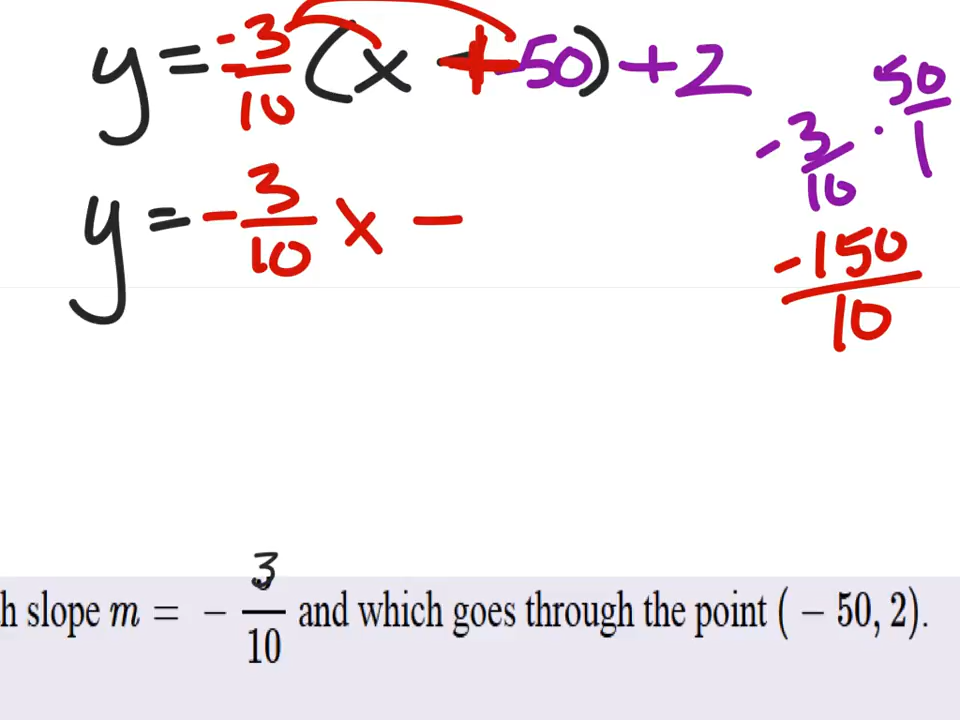 y = -3/10 (x + 50) + 2
-3/10 · 50/1
y = -3/10 x -
-150/10
h slope m = - 3/10 and which goes through the point ( - 50, 2).